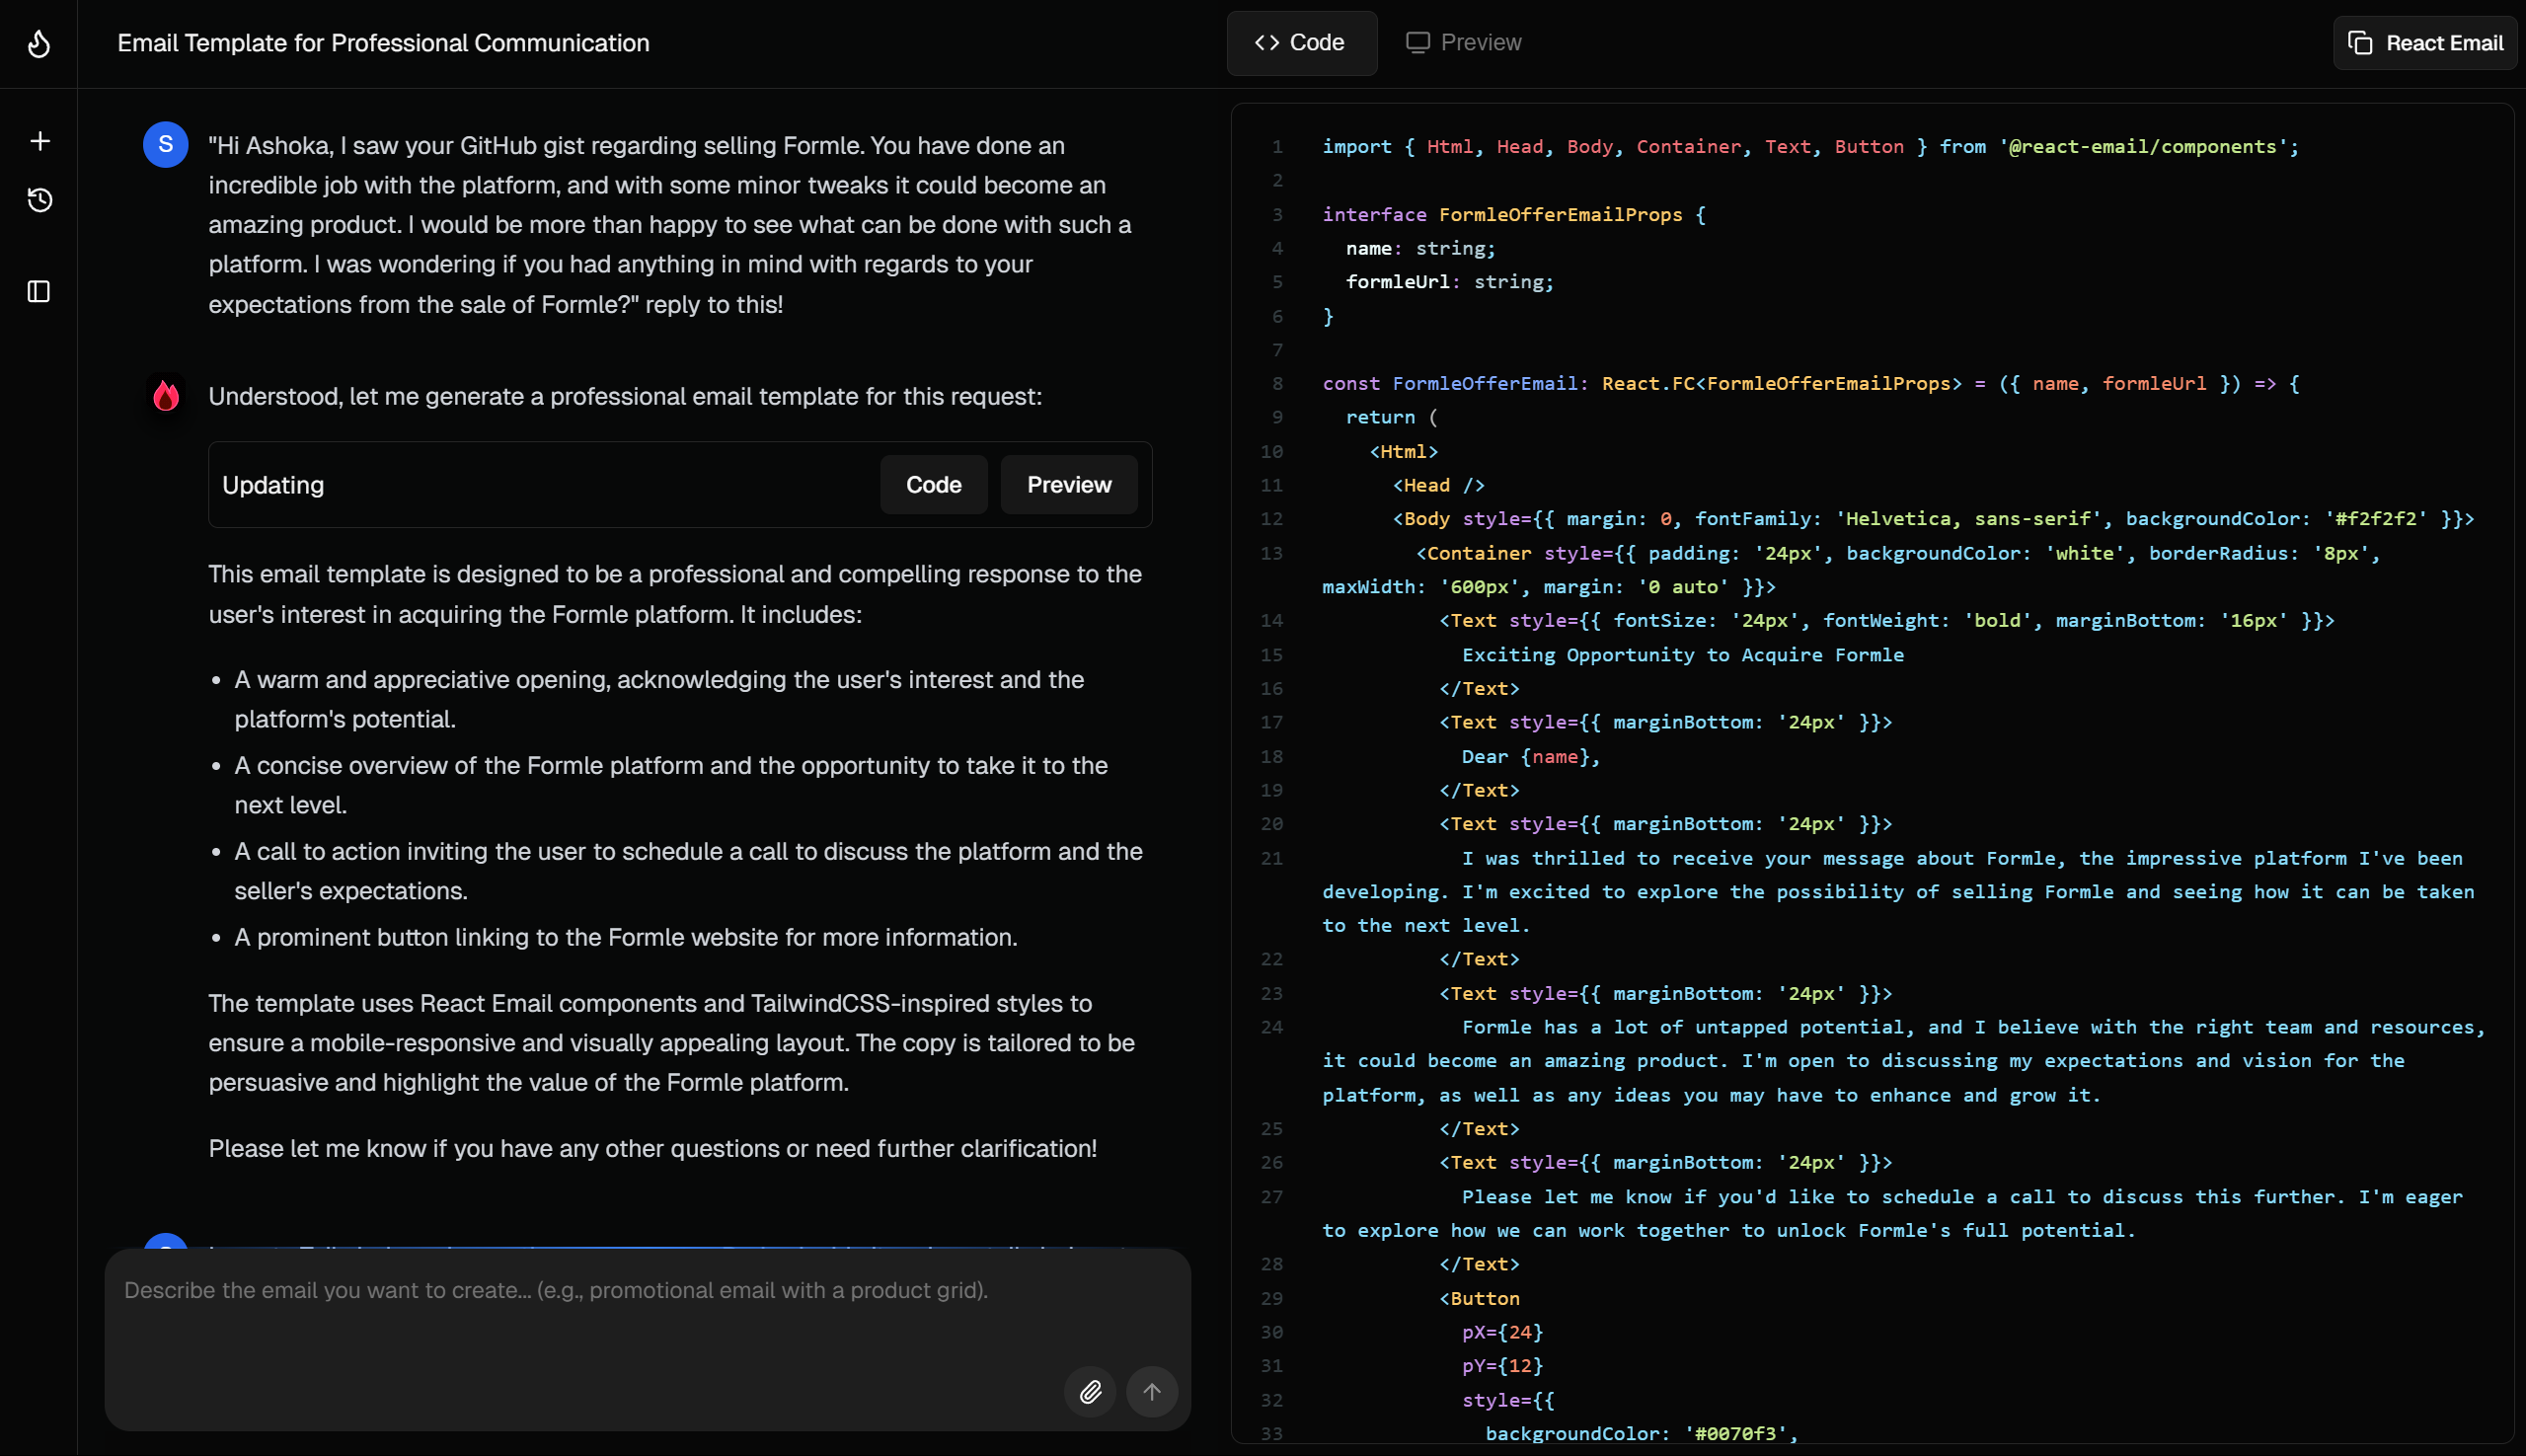 Email Template for Professional Communication
Code
Preview
React Email
S
"Hi Ashoka, I saw your GitHub gist regarding selling Formle. You have done an
incredible job with the platform, and with some minor tweaks it could become an
amazing product. I would be more than happy to see what can be done with such a
platform. I was wondering if you had anything in mind with regards to your
expectations from the sale of Formle?" reply to this!
Understood, let me generate a professional email template for this request:
Updating
Code
Preview
This email template is designed to be a professional and compelling response to the
user's interest in acquiring the Formle platform. It includes:
• A warm and appreciative opening, acknowledging the user's interest and the
platform's potential.
• A concise overview of the Formle platform and the opportunity to take it to the
next level.
• A call to action inviting the user to schedule a call to discuss the platform and the
seller's expectations.
• A prominent button linking to the Formle website for more information.
The template uses React Email components and TailwindCSS-inspired styles to
ensure a mobile-responsive and visually appealing layout. The copy is tailored to be
persuasive and highlight the value of the Formle platform.
Please let me know if you have any other questions or need further clarification!
Describe the email you want to create... (e.g., promotional email with a product grid).
1 import { Html, Head, Body, Container, Text, Button } from '@react-email/components';
2
3 interface FormleOfferEmailProps {
4 name: string;
5 formleUrl: string;
6 }
7
8 const FormleOfferEmail: React.FC<FormleOfferEmailProps> = ({ name, formleUrl }) => {
9 return (
10 <Html>
11 <Head />
12 <Body style={{ margin: 0, fontFamily: 'Helvetica, sans-serif', backgroundColor: '#f2f2f2' }}>
13 <Container style={{ padding: '24px', backgroundColor: 'white', borderRadius: '8px',
maxWidth: '600px', margin: '0 auto' }}>
14 <Text style={{ fontSize: '24px', fontWeight: 'bold', marginBottom: '16px' }}>
15 Exciting Opportunity to Acquire Formle
16 </Text>
17 <Text style={{ marginBottom: '24px' }}>
18 Dear {name},
19 </Text>
20 <Text style={{ marginBottom: '24px' }}>
21 I was thrilled to receive your message about Formle, the impressive platform I've been
developing. I'm excited to explore the possibility of selling Formle and seeing how it can be taken
to the next level.
22 </Text>
23 <Text style={{ marginBottom: '24px' }}>
24 Formle has a lot of untapped potential, and I believe with the right team and resources,
it could become an amazing product. I'm open to discussing my expectations and vision for the
platform, as well as any ideas you may have to enhance and grow it.
25 </Text>
26 <Text style={{ marginBottom: '24px' }}>
27 Please let me know if you'd like to schedule a call to discuss this further. I'm eager
to explore how we can work together to unlock Formle's full potential.
28 </Text>
29 <Button
30 pX={24}
31 pY={12}
32 style={{
33 backgroundColor: '#0070f3',